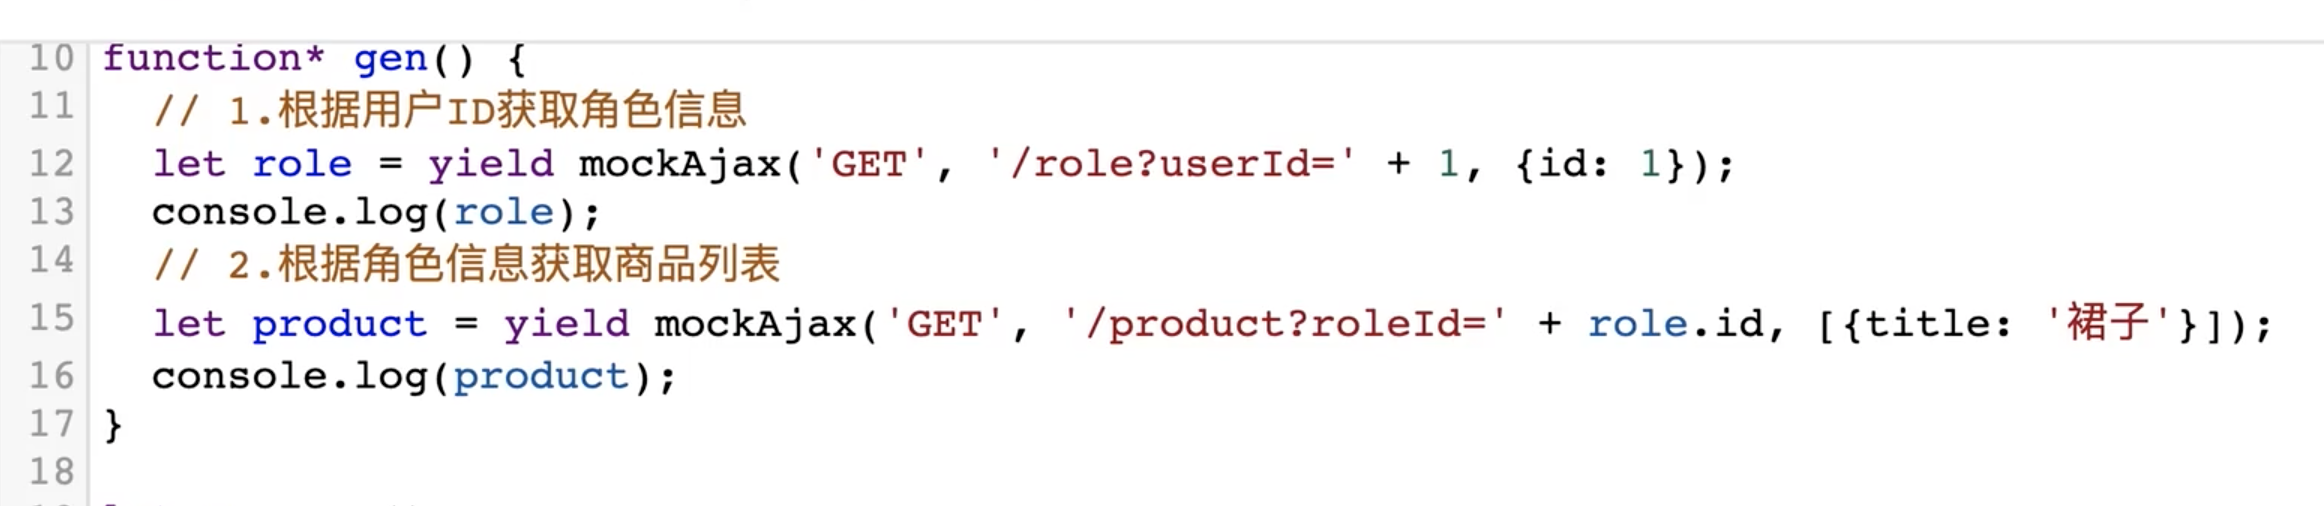 10 function* gen() {
11 // 1.根据用户ID获取角色信息
12 let role = yield mockAjax('GET', '/role?userId=' + 1, {id: 1});
13 console.log(role);
14 // 2.根据角色信息获取商品列表
15 let product = yield mockAjax('GET', '/product?roleId=' + role.id, [{title: '裙子'}]);
16 console.log(product);
17 }
18